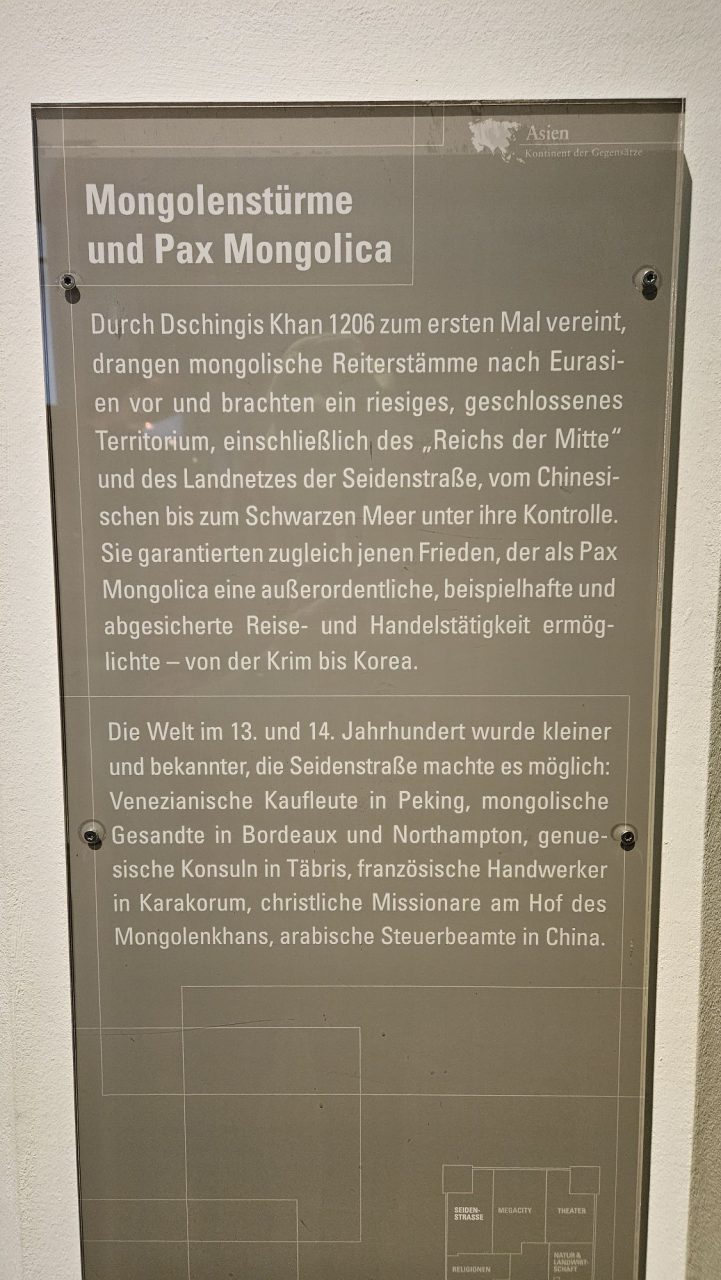 Asien
Kontinent der Gegensätze
Mongolenstürme
und Pax Mongolica
Durch Dschingis Khan 1206 zum ersten Mal vereint,
drangen mongolische Reiterstämme nach Eurasi-
en vor und brachten ein riesiges, geschlossenes
Territorium, einschließlich des „Reichs der Mitte“
und des Landnetzes der Seidenstraße, vom Chinesi-
schen bis zum Schwarzen Meer unter ihre Kontrolle.
Sie garantierten zugleich jenen Frieden, der als Pax
Mongolica eine außerordentliche, beispielhafte und
abgesicherte Reise- und Handelstätigkeit ermög-
lichte – von der Krim bis Korea.
Die Welt im 13. und 14. Jahrhundert wurde kleiner
und bekannter, die Seidenstraße machte es möglich:
Venezianische Kaufleute in Peking, mongolische
Gesandte in Bordeaux und Northampton, genue-
sische Konsuln in Täbris, französische Handwerker
in Karakorum, christliche Missionare am Hof des
Mongolenkhans, arabische Steuerbeamte in China.
SEIDEN-
STRASSE
MEGACITY
THEATER
RELIGIONEN
NATUR &
LANDWIRT-
SCHAFT